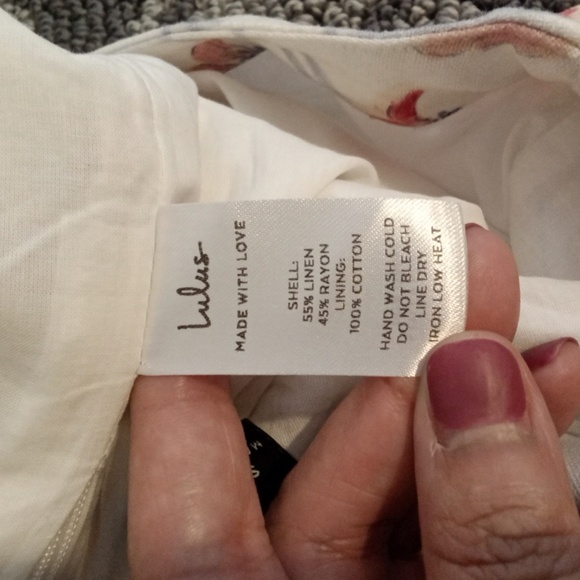 Lulus
MADE WITH LOVE
SHELL:
55% LINEN
45% RAYON
LINING:
100% COTTON
HAND WASH COLD
DO NOT BLEACH
LINE DRY
IRON LOW HEAT